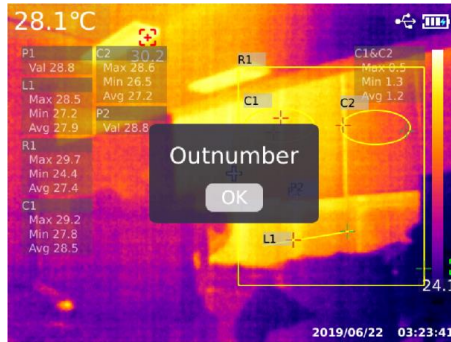 28.1℃
30.2
P1
Val 28.8
L1
Max 28.5
Min 27.2
Avg 27.9
R1
Max 29.7
Min 24.4
Avg 27.4
C1
Max 29.2
Min 27.8
Avg 28.5
C2
Max 28.6
Min 26.5
Avg 27.2
P2
Val 28.8
R1
C1
C2
C1&C2
Max 0.5
Min 1.3
Avg 1.2
Outnumber
OK
P2
L1
24.1
2019/06/22 03:23:41